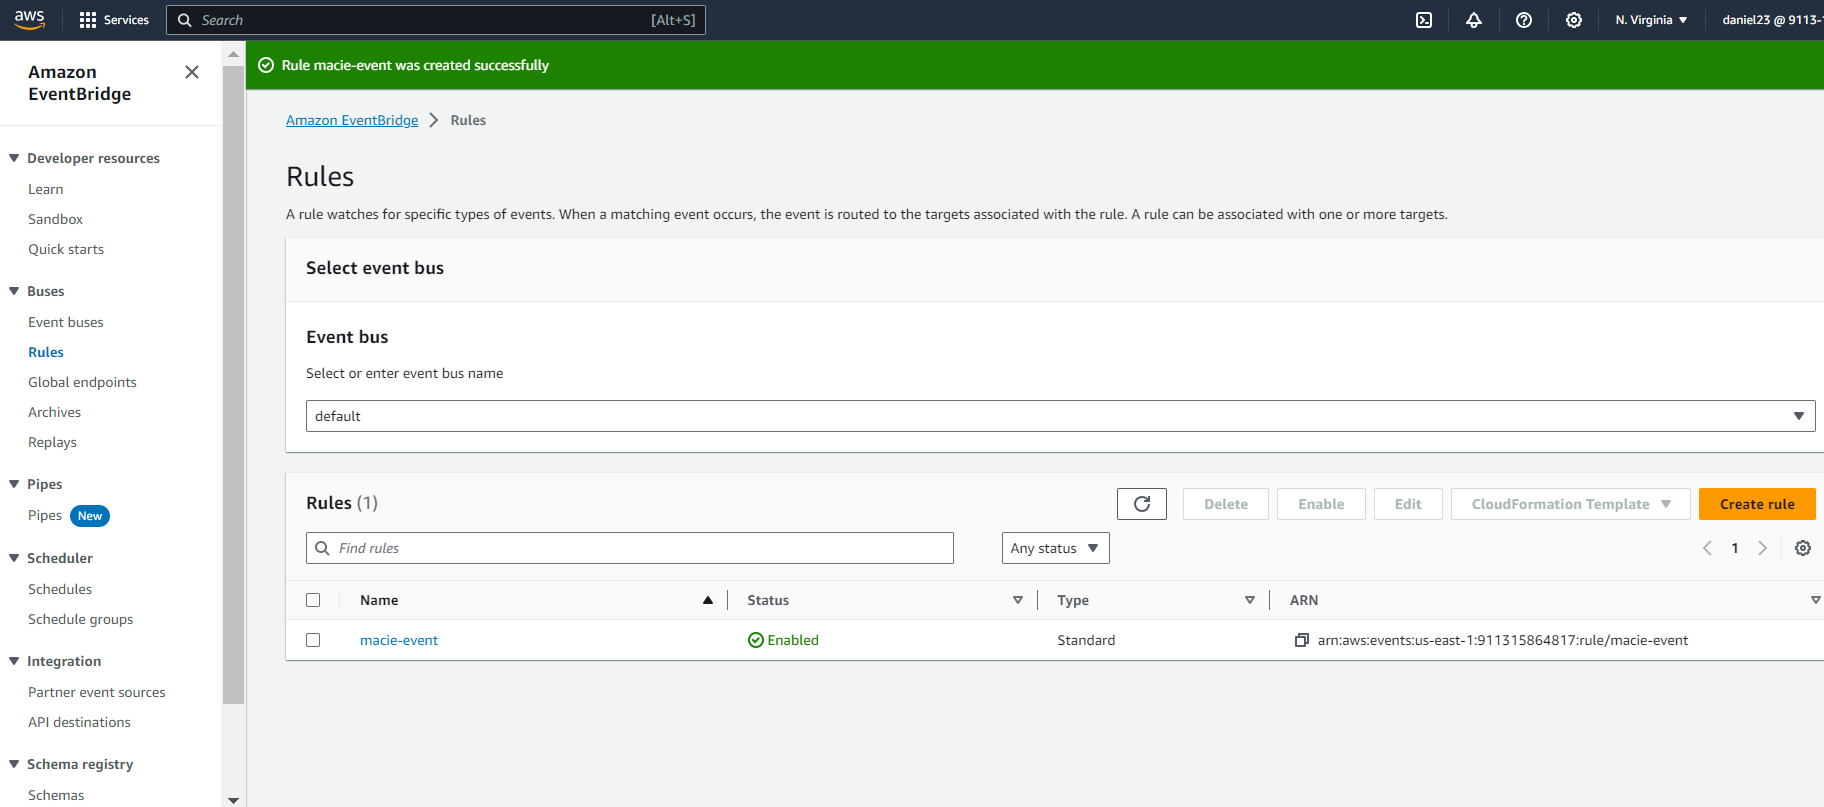 aws Services Search [Alt+S] N. Virginia daniel23 @ 9113-
Amazon EventBridge
Developer resources
Learn
Sandbox
Quick starts
Buses
Event buses
Rules
Global endpoints
Archives
Replays
Pipes
Pipes New
Scheduler
Schedules
Schedule groups
Integration
Partner event sources
API destinations
Schema registry
Schemas
Rule macie-event was created successfully
Amazon EventBridge Rules
Rules
A rule watches for specific types of events. When a matching event occurs, the event is routed to the targets associated with the rule. A rule can be associated with one or more targets.
Select event bus
Event bus
Select or enter event bus name
default
Rules (1) Delete Enable Edit CloudFormation Template Create rule
Find rules Any status 1
Name Status Type ARN
macie-event Enabled Standard arn:aws:events:us-east-1:911315864817:rule/macie-event